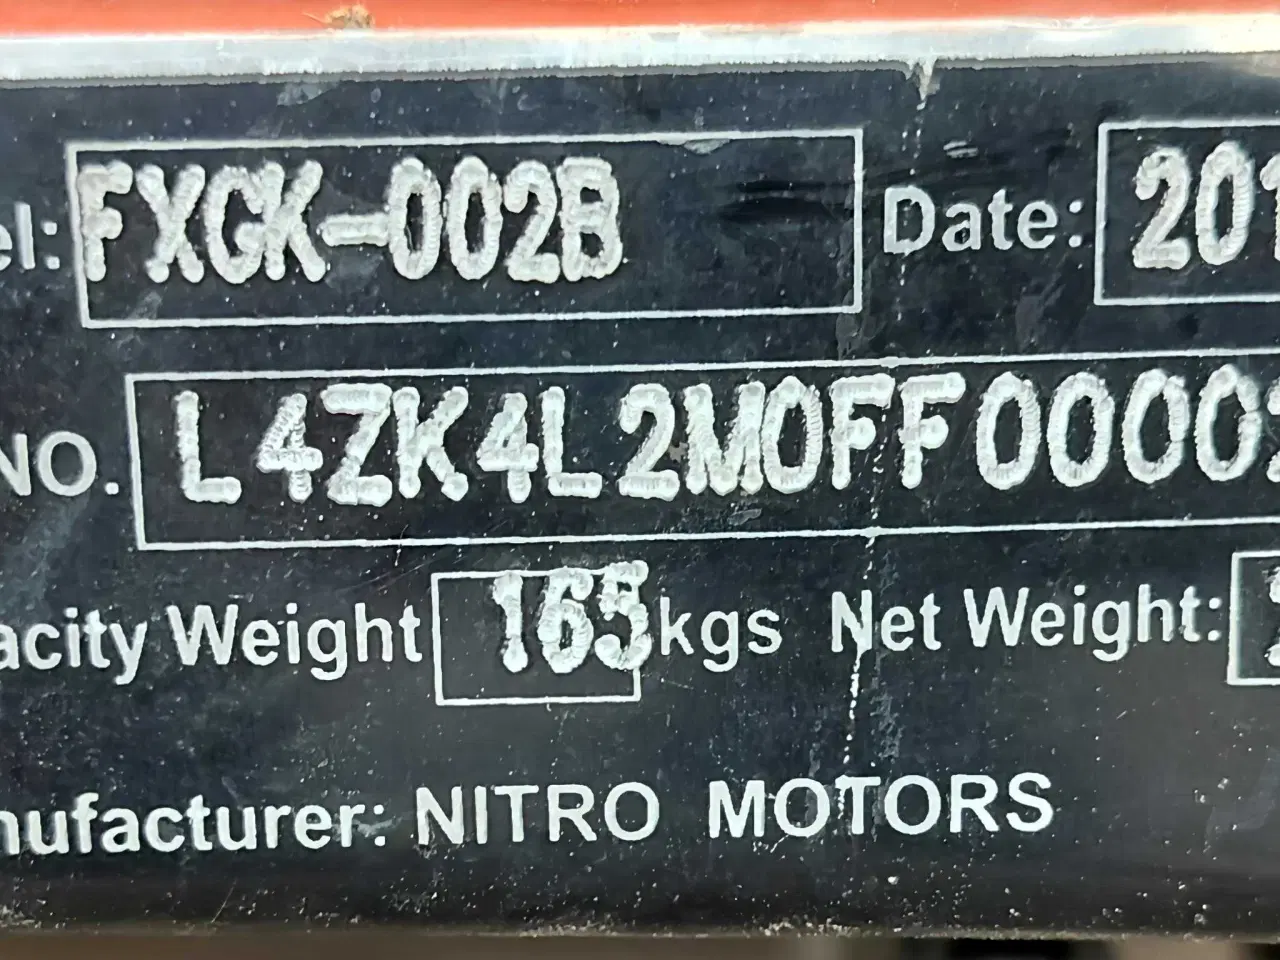 el: FXGK-002B Date: 201
NO. L4ZK4L2M0FF0000
acity Weight 165 kgs Net Weight:
nufacturer: NITRO MOTORS